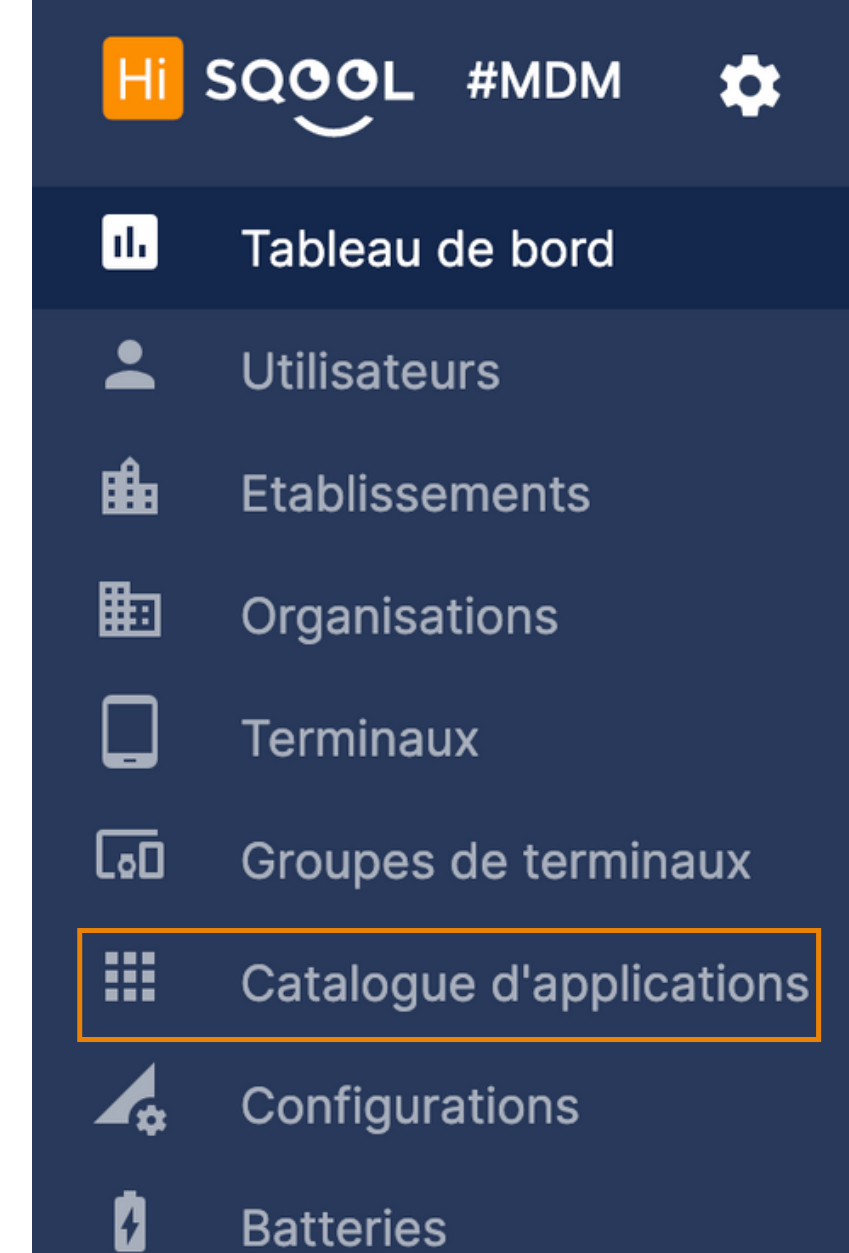 Hi SQOOL #MDM
Tableau de bord
Utilisateurs
Etablissements
Organisations
Terminaux
Groupes de terminaux
Catalogue d'applications
Configurations
Batteries